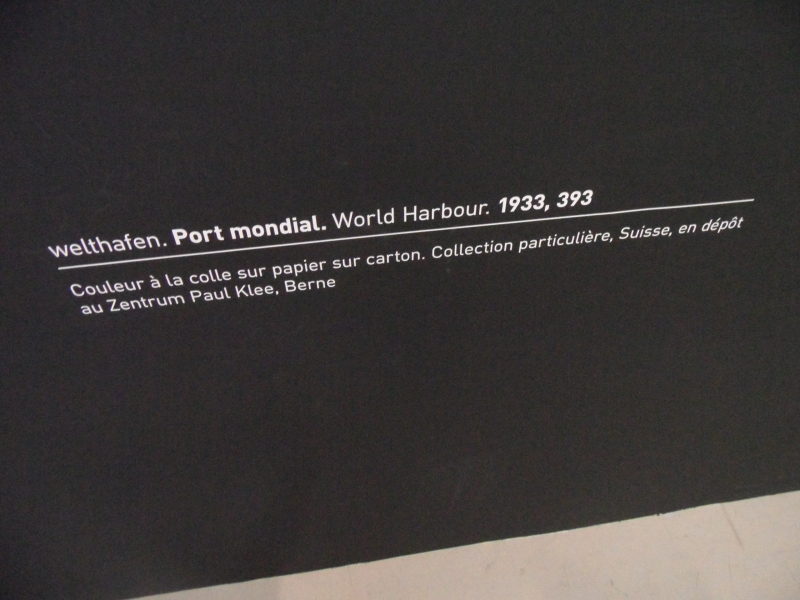 welthafen. Port mondial. World Harbour. 1933, 393
Couleur à la colle sur papier sur carton. Collection particulière, Suisse, en dépôt
au Zentrum Paul Klee, Berne